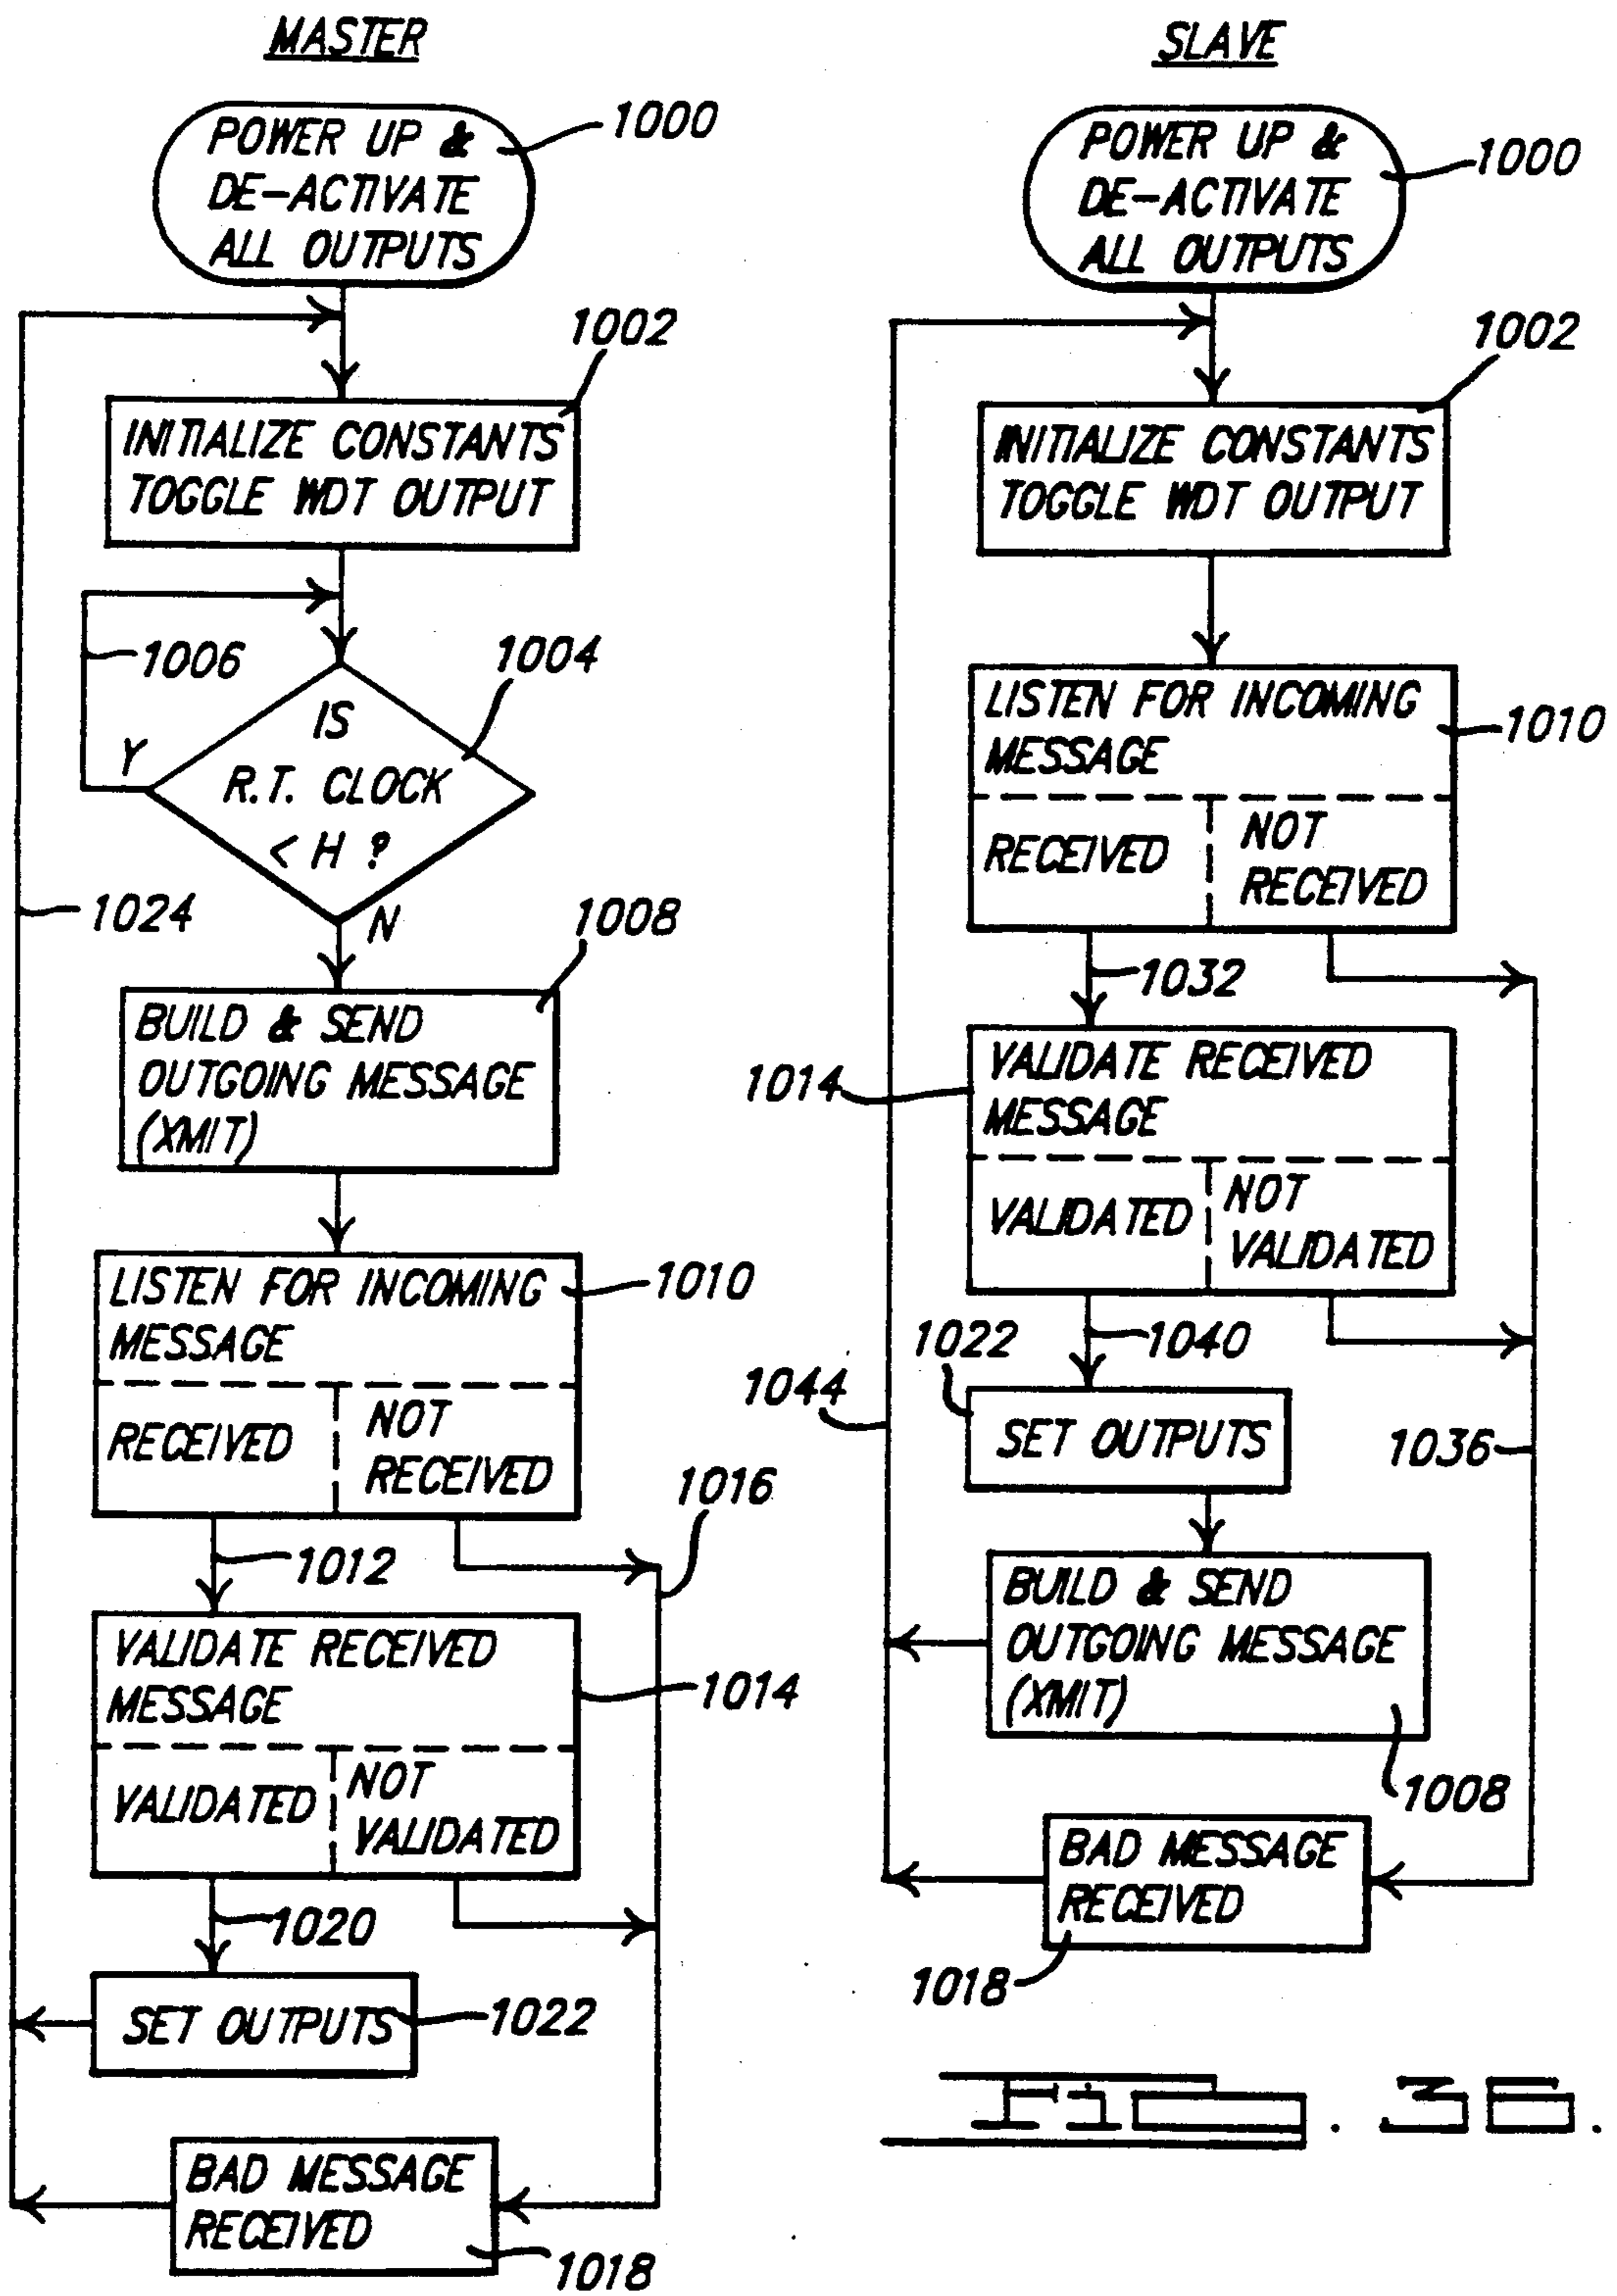 MASTER
POWER UP &
DE-ACTIVATE
ALL OUTPUTS
1000
1002
INITIALIZE CONSTANTS
TOGGLE WDT OUTPUT
1006
1004
IS
R.T. CLOCK
< H ?
Y
N
1024
1008
BUILD & SEND
OUTGOING MESSAGE
(XMIT)
LISTEN FOR INCOMING
MESSAGE
1010
RECEIVED
NOT
RECEIVED
1016
1012
VALIDATE RECEIVED
MESSAGE
1014
VALIDATED
NOT
VALIDATED
1020
SET OUTPUTS
1022
BAD MESSAGE
RECEIVED
1018
SLAVE
POWER UP &
DE-ACTIVATE
ALL OUTPUTS
1000
1002
INITIALIZE CONSTANTS
TOGGLE WDT OUTPUT
LISTEN FOR INCOMING
MESSAGE
1010
RECEIVED
NOT
RECEIVED
1032
1014
VALIDATE RECEIVED
MESSAGE
VALIDATED
NOT
VALIDATED
1040
1022
1044
SET OUTPUTS
1036
BUILD & SEND
OUTGOING MESSAGE
(XMIT)
1008
BAD MESSAGE
RECEIVED
1018
FIG. 36.